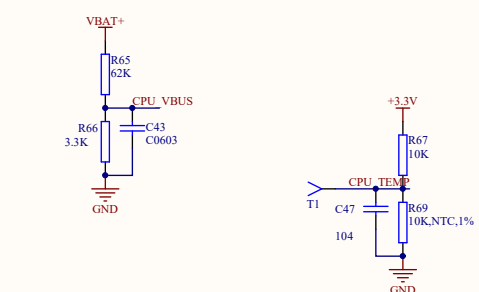 VBAT+
R65
62K
CPU_VBUS
R66
3.3K
C43
C0603
GND
+3.3V
R67
10K
CPU_TEMP
T1
C47
104
R69
10K,NTC,1%
GND